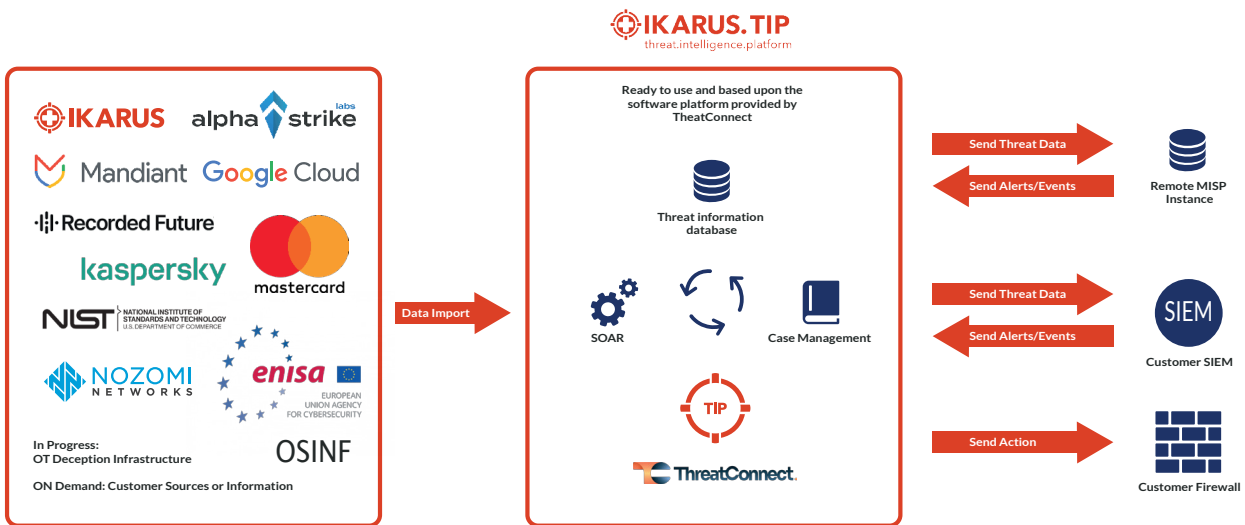 IKARUS.TIP
threat.intelligence.platform
IKARUS
alpha strike
labs
Mandiant
Google Cloud
Recorded Future
mastercard
kaspersky
NIST
NATIONAL INSTITUTE OF
STANDARDS AND TECHNOLOGY
U.S. DEPARTMENT OF COMMERCE
NOZOMI
NETWORKS
enisa
EUROPEAN
UNION AGENCY
FOR CYBERSECURITY
OSINF
In Progress:
OT Deception Infrastructure
ON Demand: Customer Sources or Information
Data Import
Ready to use and based upon the
software platform provided by
TheatConnect
Threat information
database
SOAR
Case Management
TIP
TC ThreatConnect.
Send Threat Data
Send Alerts/Events
Remote MISP
Instance
Send Threat Data
Send Alerts/Events
SIEM
Customer SIEM
Send Action
Customer Firewall